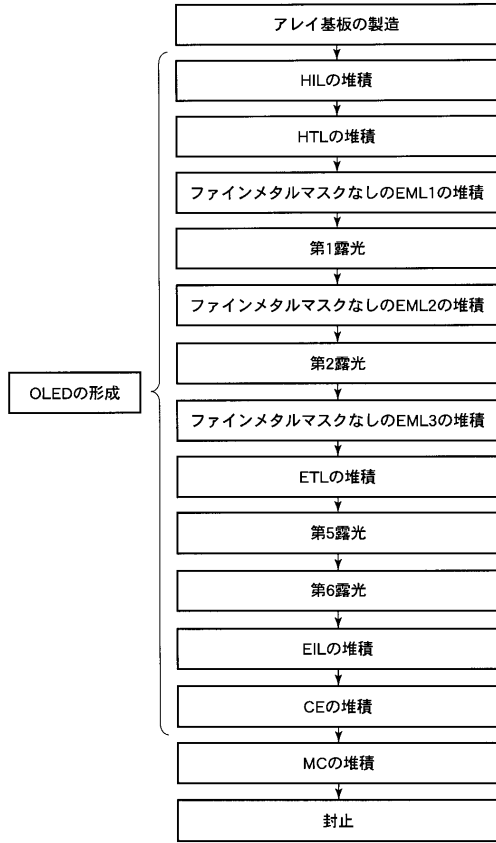 アレイ基板の製造
HILの堆積
HTLの堆積
ファインメタルマスクなしのEML1の堆積
第1露光
ファインメタルマスクなしのEML2の堆積
第2露光
OLEDの形成
ファインメタルマスクなしのEML3の堆積
ETLの堆積
第5露光
第6露光
EILの堆積
CEの堆積
MCの堆積
封止